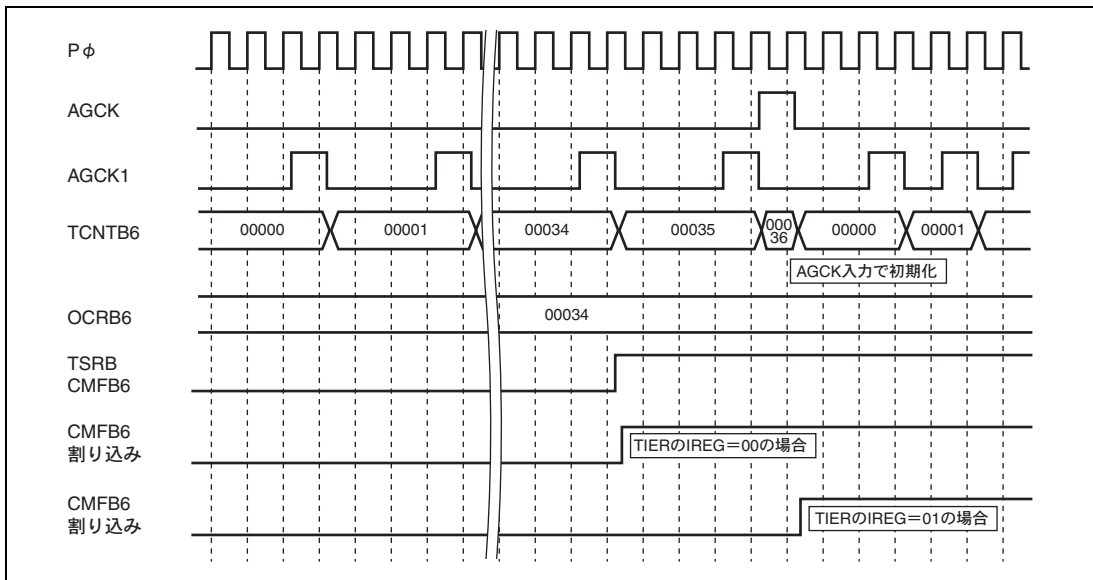 Pφ
AGCK
AGCK1
TCNTB6
00000
00001
00034
00035
000
36
00000
00001
AGCK入力で初期化
OCRB6
00034
TSRB
CMFB6
CMFB6
割り込み
TIERのIREG=00の場合
CMFB6
割り込み
TIERのIREG=01の場合